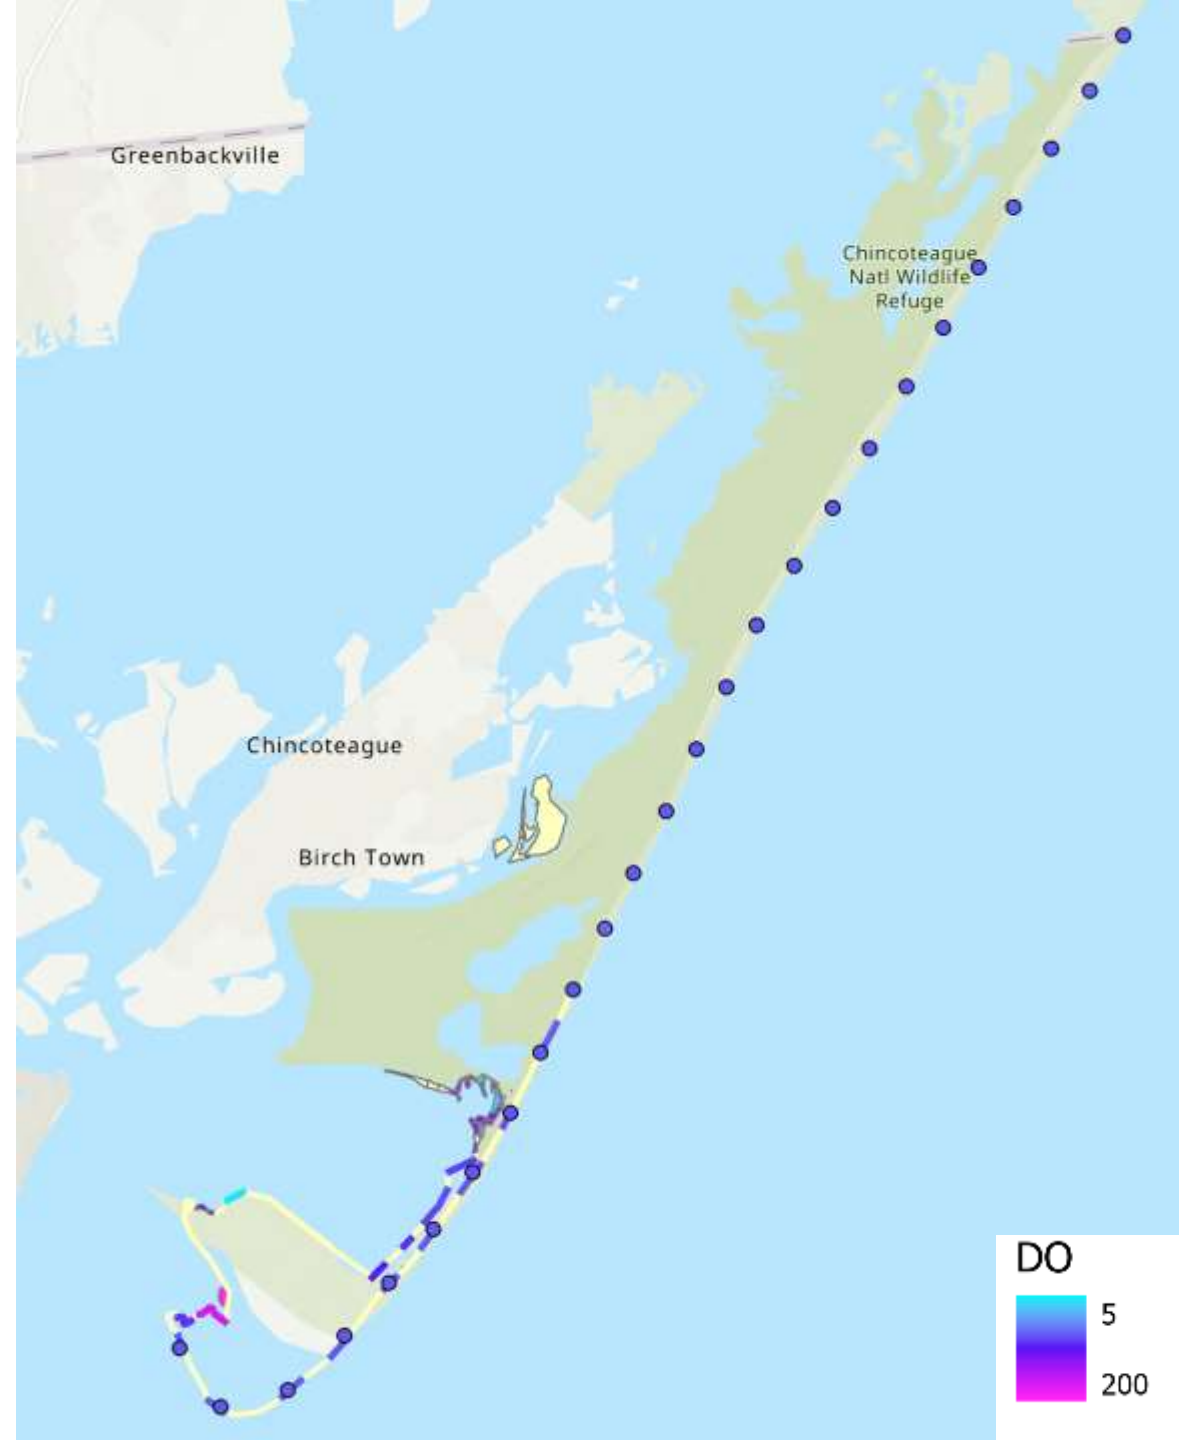 Greenbackville
Chincoteague
Natl Wildlife
Refuge
Chincoteague
Birch Town
DO
5
200